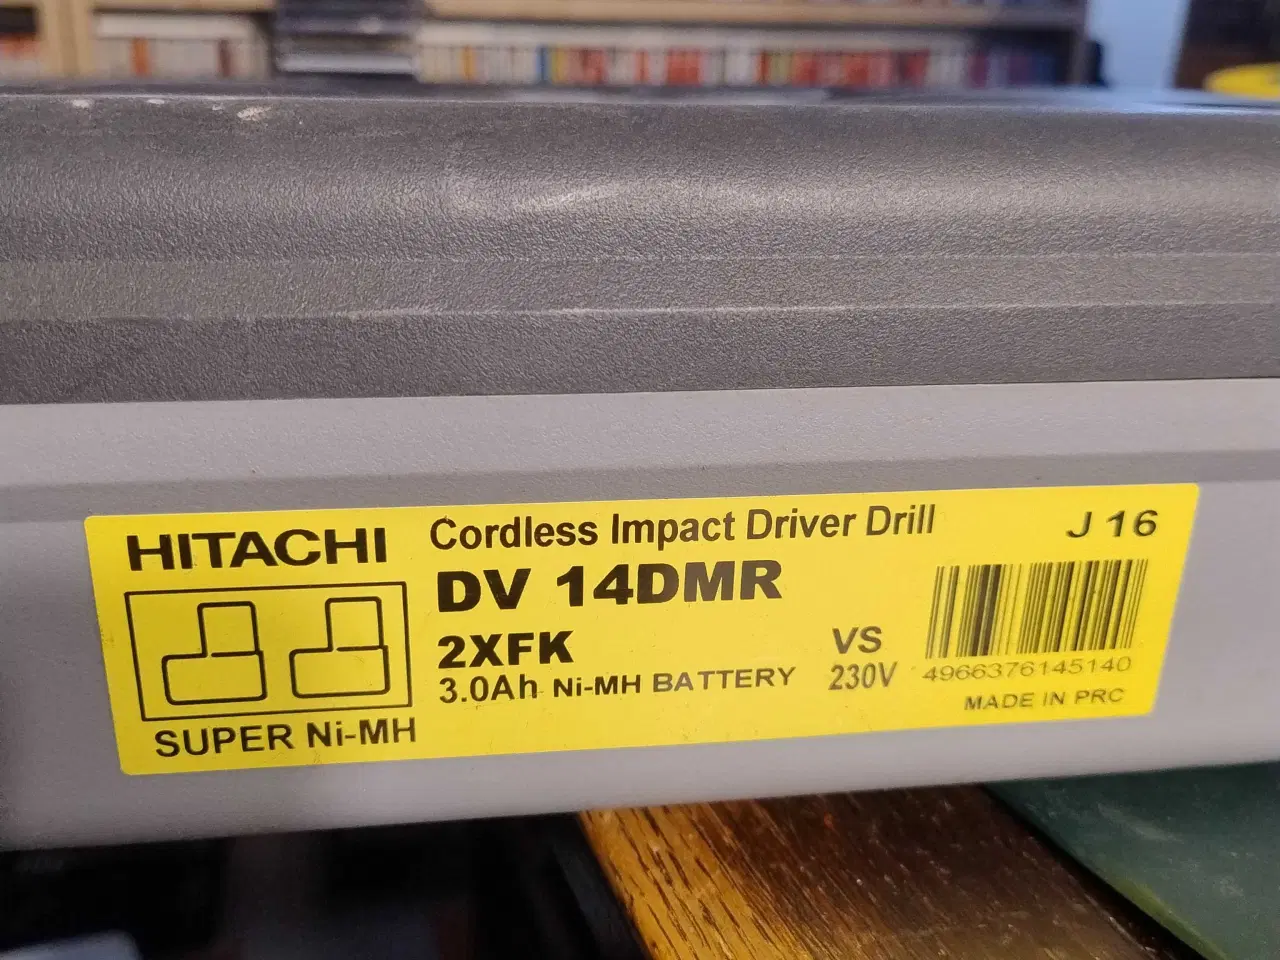 HITACHI
SUPER Ni-MH
Cordless Impact Driver Drill
DV 14DMR
2XFK
3.0Ah Ni-MH BATTERY
VS
230V
J 16
4966376145140
MADE IN PRC